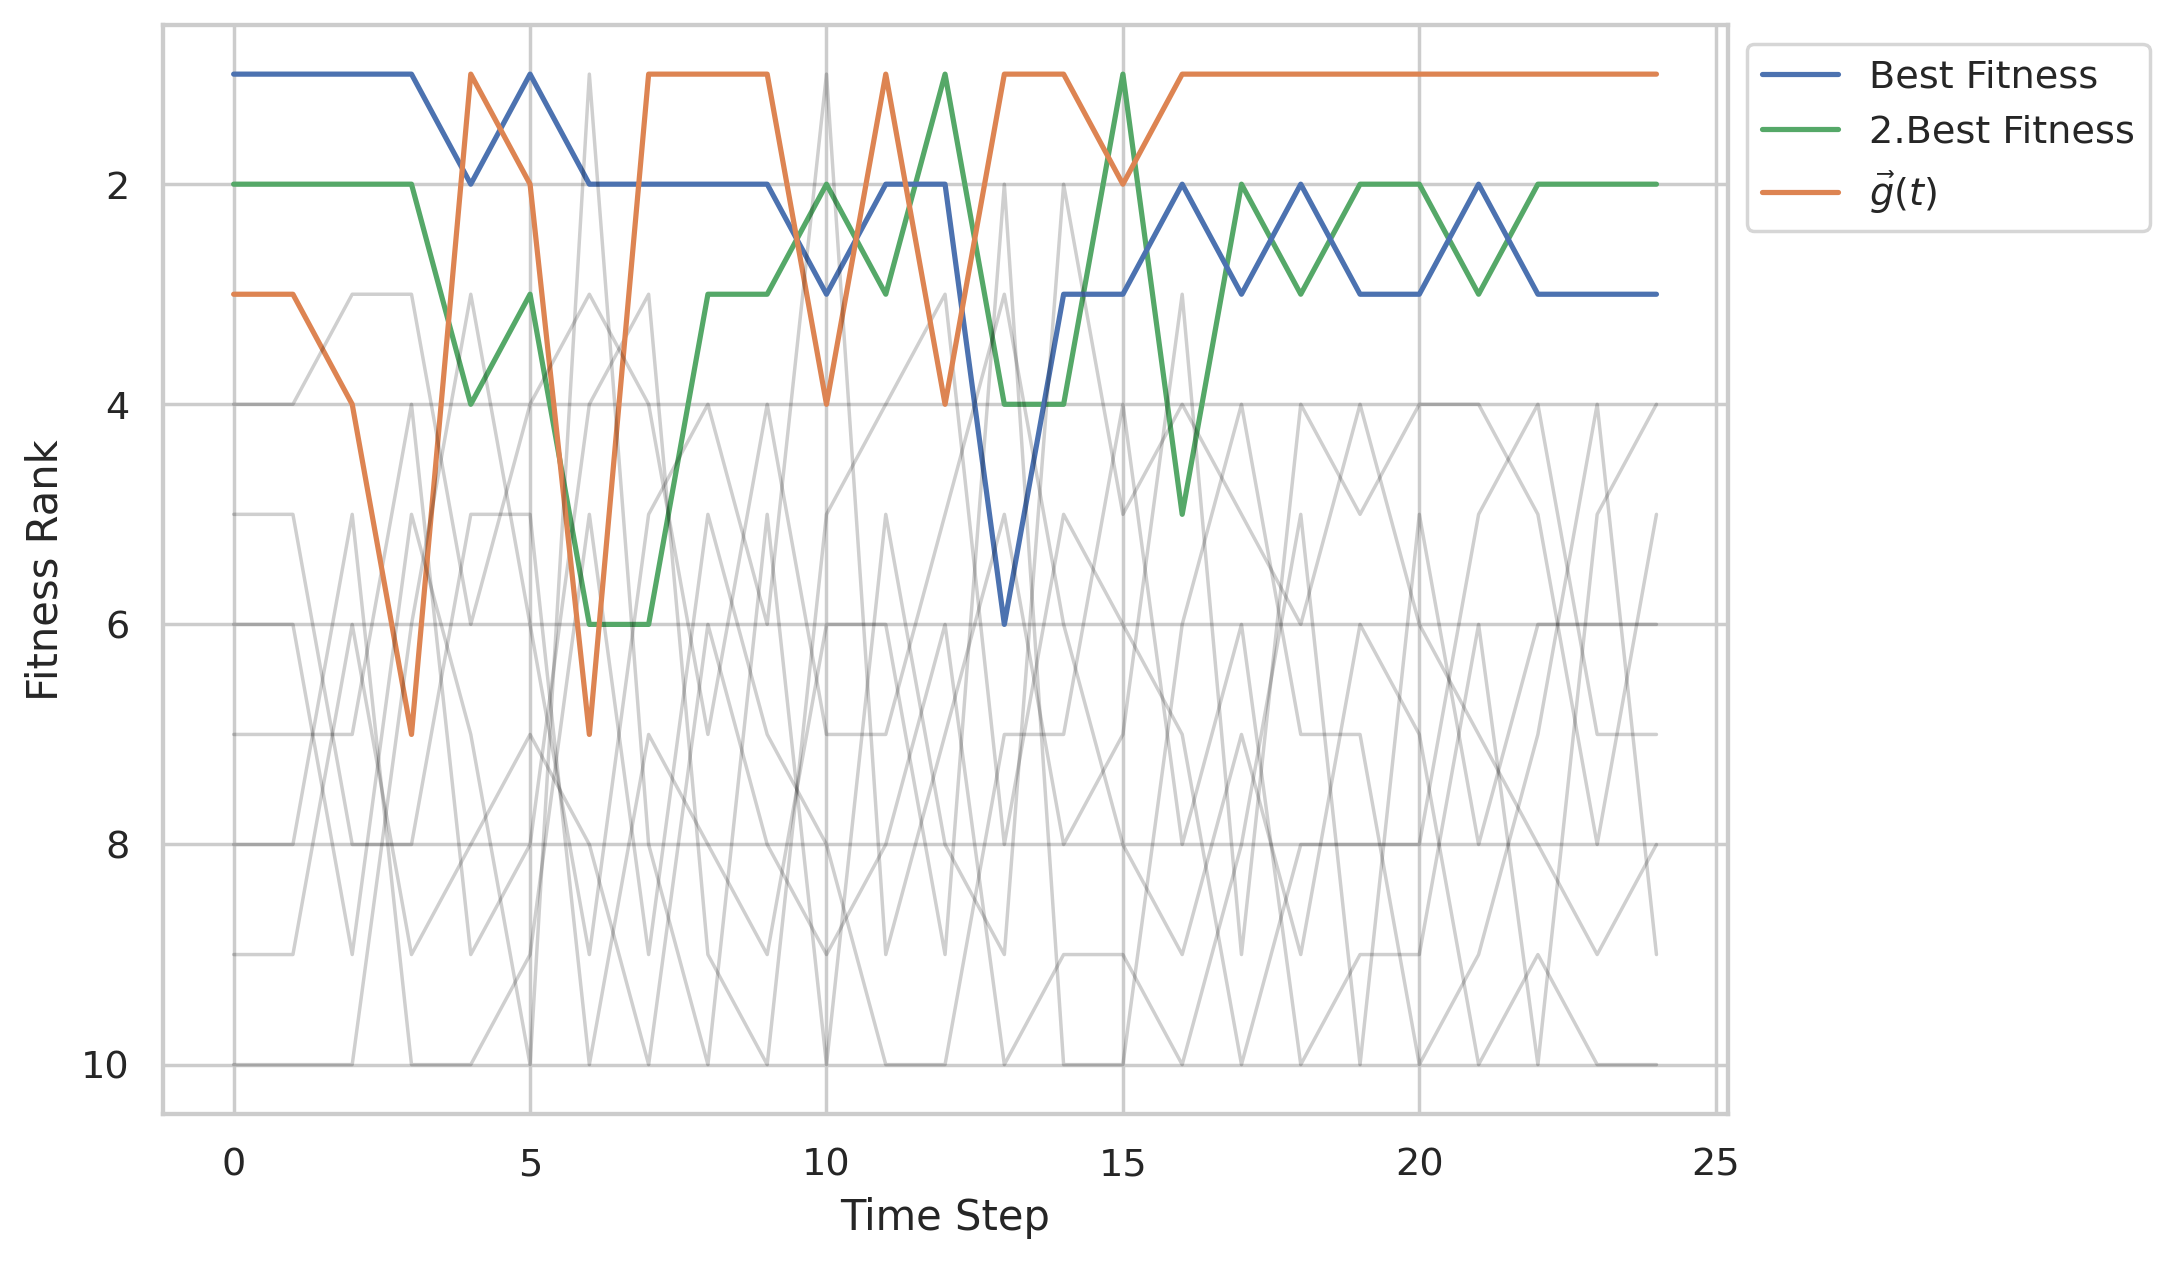 Best Fitness
2.Best Fitness
g⃗(t)
Fitness Rank
2
4
6
8
10
0 5 10 15 20 25
Time Step